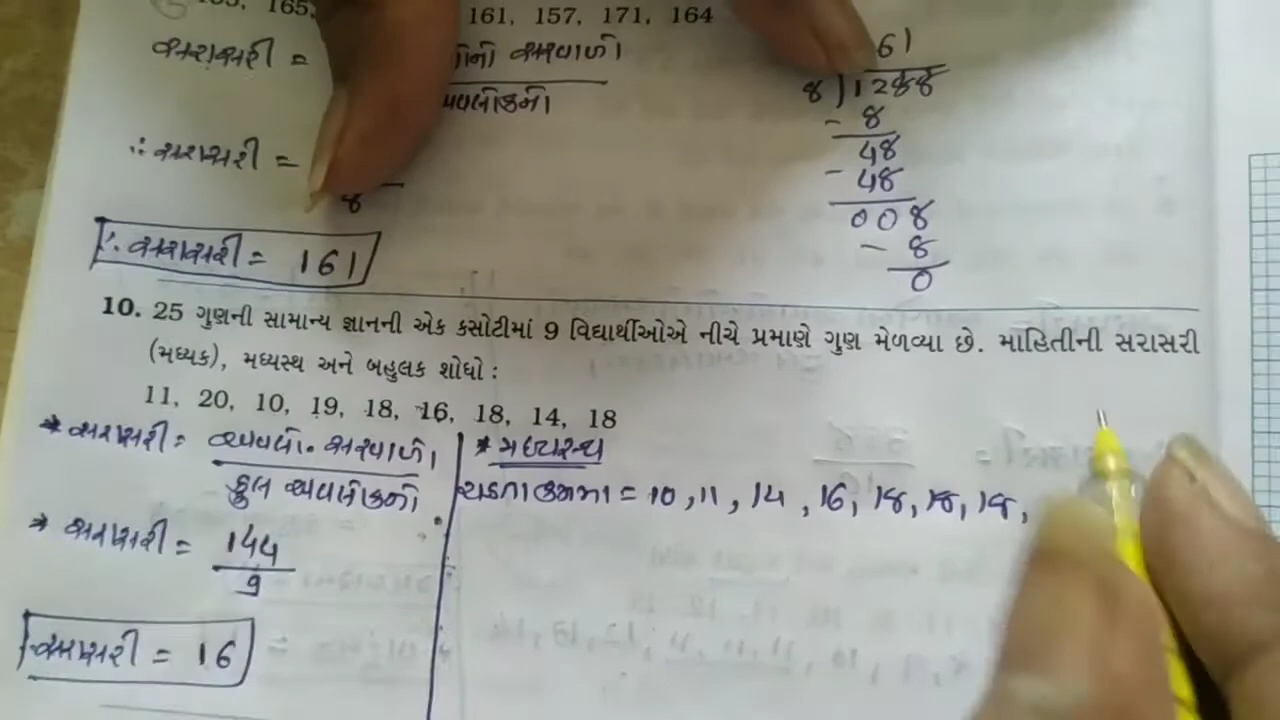 165, 161, 157, 171, 164
સરાસરી = સરવાળો
61
8 ) 1288
- 8
48
- 48
008
- 8
0
∴ સરાસરી =
8
∴ સરાસરી = 161
10. 25 ગુણની સામાન્ય જ્ઞાનની એક કસોટીમાં 9 વિદ્યાર્થીઓએ નીચે પ્રમાણે ગુણ મેળવ્યા છે. માહિતીની સરાસરી
(મધ્યક), મધ્યસ્થ અને બહુલક શોધો :
11, 20, 10, 19, 18, 16, 18, 14, 18
સરાસરી = અવલો. સરવાળો
કુલ અવલોકનો
સરાસરી = 144
9
સરાસરી = 16
* મધ્યસ્થ
ચડતાક્રમમાં = 10, 11, 14, 16, 18, 18, 18,